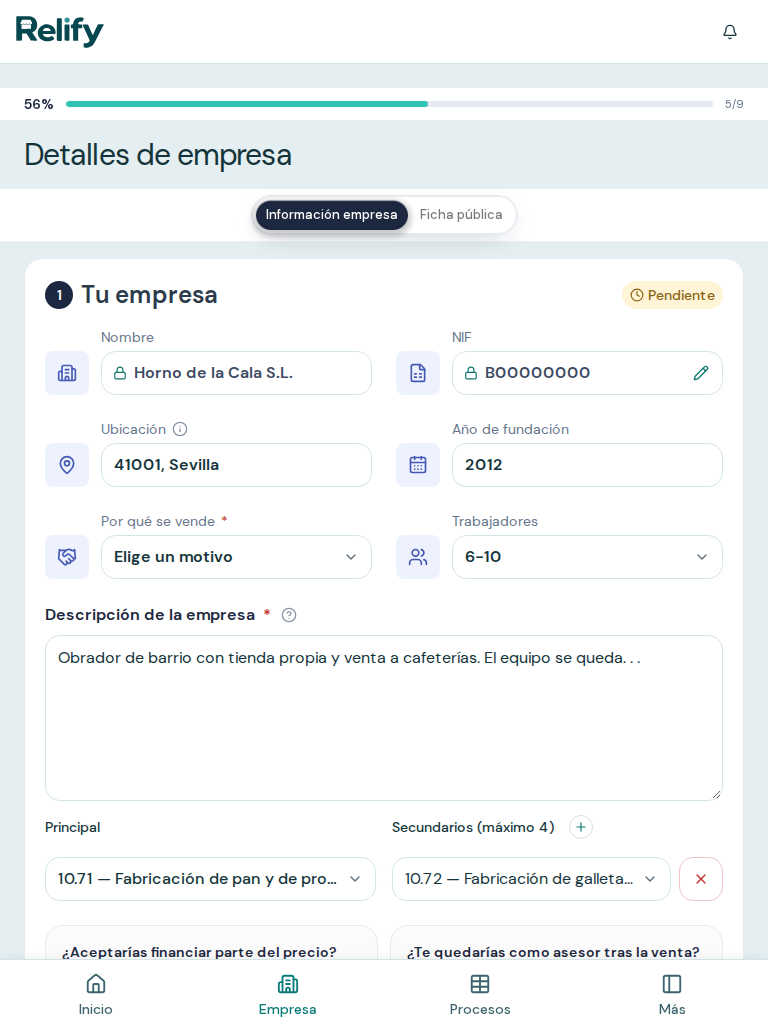 Relify
56%
5/9
Detalles de empresa
Información empresa
Ficha pública
1 Tu empresa
Pendiente
Nombre
NIF
Horno de la Cala S.L.
B00000000
Ubicación
Año de fundación
41001, Sevilla
2012
Por qué se vende *
Trabajadores
Elige un motivo
6-10
Descripción de la empresa *
Obrador de barrio con tienda propia y venta a cafeterías. El equipo se queda...
Principal
Secundarios (máximo 4)
10.71 — Fabricación de pan y de pro...
10.72 — Fabricación de galleta...
¿Aceptarías financiar parte del precio?
¿Te quedarías como asesor tras la venta?
Inicio
Empresa
Procesos
Más